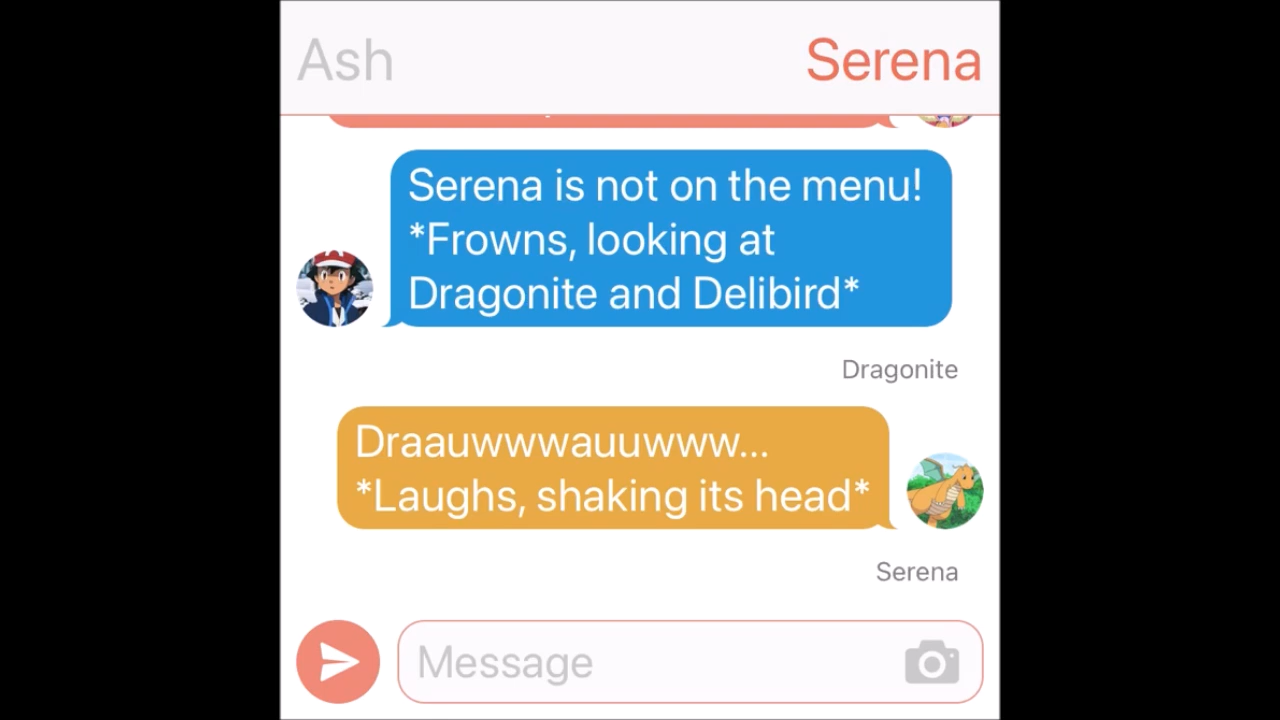 Ash
Serena
Serena is not on the menu!
*Frowns, looking at
Dragonite and Delibird*
Dragonite
Draauwwwauuwww...
*Laughs, shaking its head*
Serena
Message